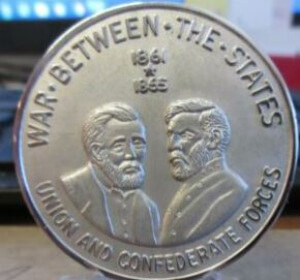 WAR·BETWEEN·THE·STATES
1861
1865
UNION AND CONFEDERATE FORCES